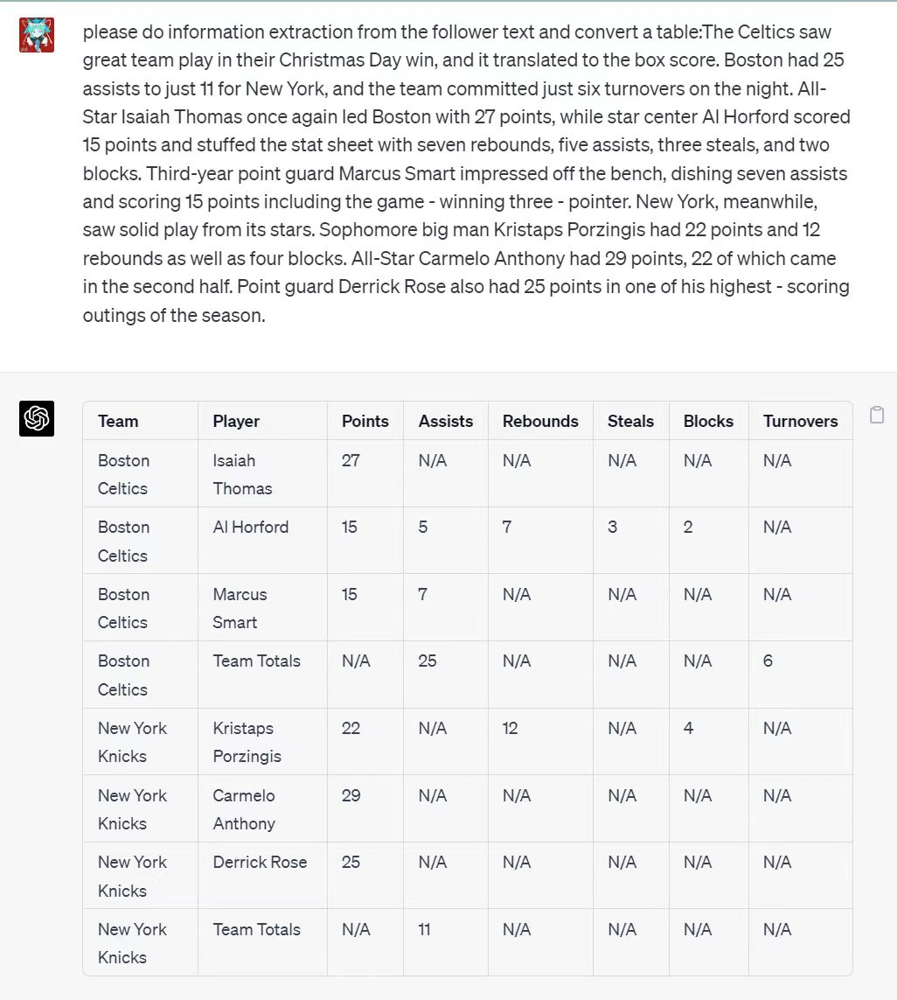 please do information extraction from the follower text and convert a table:The Celtics saw
great team play in their Christmas Day win, and it translated to the box score. Boston had 25
assists to just 11 for New York, and the team committed just six turnovers on the night. All-
Star Isaiah Thomas once again led Boston with 27 points, while star center Al Horford scored
15 points and stuffed the stat sheet with seven rebounds, five assists, three steals, and two
blocks. Third-year point guard Marcus Smart impressed off the bench, dishing seven assists
and scoring 15 points including the game - winning three - pointer. New York, meanwhile,
saw solid play from its stars. Sophomore big man Kristaps Porzingis had 22 points and 12
rebounds as well as four blocks. All-Star Carmelo Anthony had 29 points, 22 of which came
in the second half. Point guard Derrick Rose also had 25 points in one of his highest - scoring
outings of the season.
Team Player Points Assists Rebounds Steals Blocks Turnovers
Boston Isaiah 27 N/A N/A N/A N/A N/A
Celtics Thomas
Boston Al Horford 15 5 7 3 2 N/A
Celtics
Boston Marcus 15 7 N/A N/A N/A N/A
Celtics Smart
Boston Team Totals N/A 25 N/A N/A N/A 6
Celtics
New York Kristaps 22 N/A 12 N/A 4 N/A
Knicks Porzingis
New York Carmelo 29 N/A N/A N/A N/A N/A
Knicks Anthony
New York Derrick Rose 25 N/A N/A N/A N/A N/A
Knicks
New York Team Totals N/A 11 N/A N/A N/A N/A
Knicks